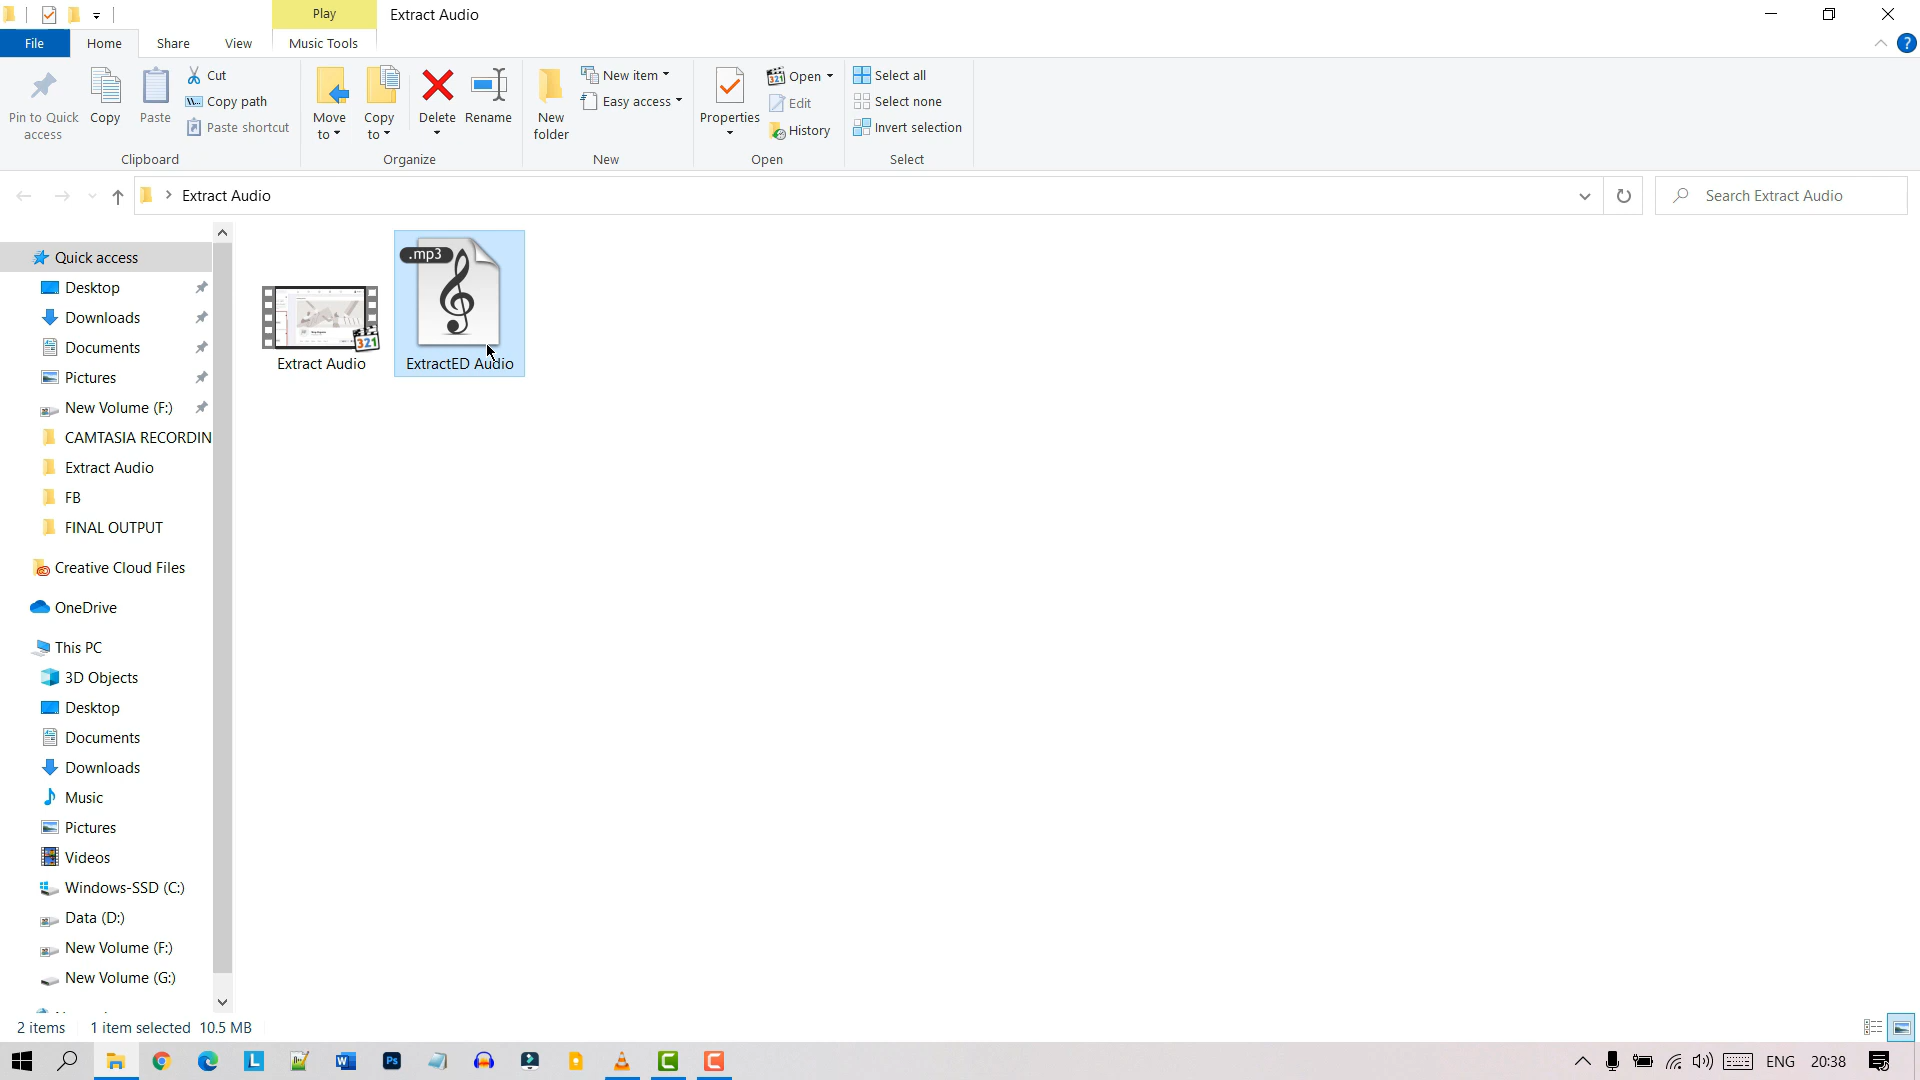 Play
Extract Audio
File
Home
Share
View
Music Tools
Pin to Quick
access
Copy
Paste
Cut
Copy path
Paste shortcut
Clipboard
Move
to
Copy
to
Delete
Rename
Organize
New
folder
New item
Easy access
New
Properties
Open
Edit
History
Open
Select all
Select none
Invert selection
Select
Extract Audio
Search Extract Audio
Quick access
Desktop
Downloads
Documents
Pictures
New Volume (F:)
CAMTASIA RECORDIN
Extract Audio
FB
FINAL OUTPUT
Creative Cloud Files
OneDrive
This PC
3D Objects
Desktop
Documents
Downloads
Music
Pictures
Videos
Windows-SSD (C:)
Data (D:)
New Volume (F:)
New Volume (G:)
321
Extract Audio
.mp3
ExtractED Audio
2 items
1 item selected 10.5 MB
ENG
20:38